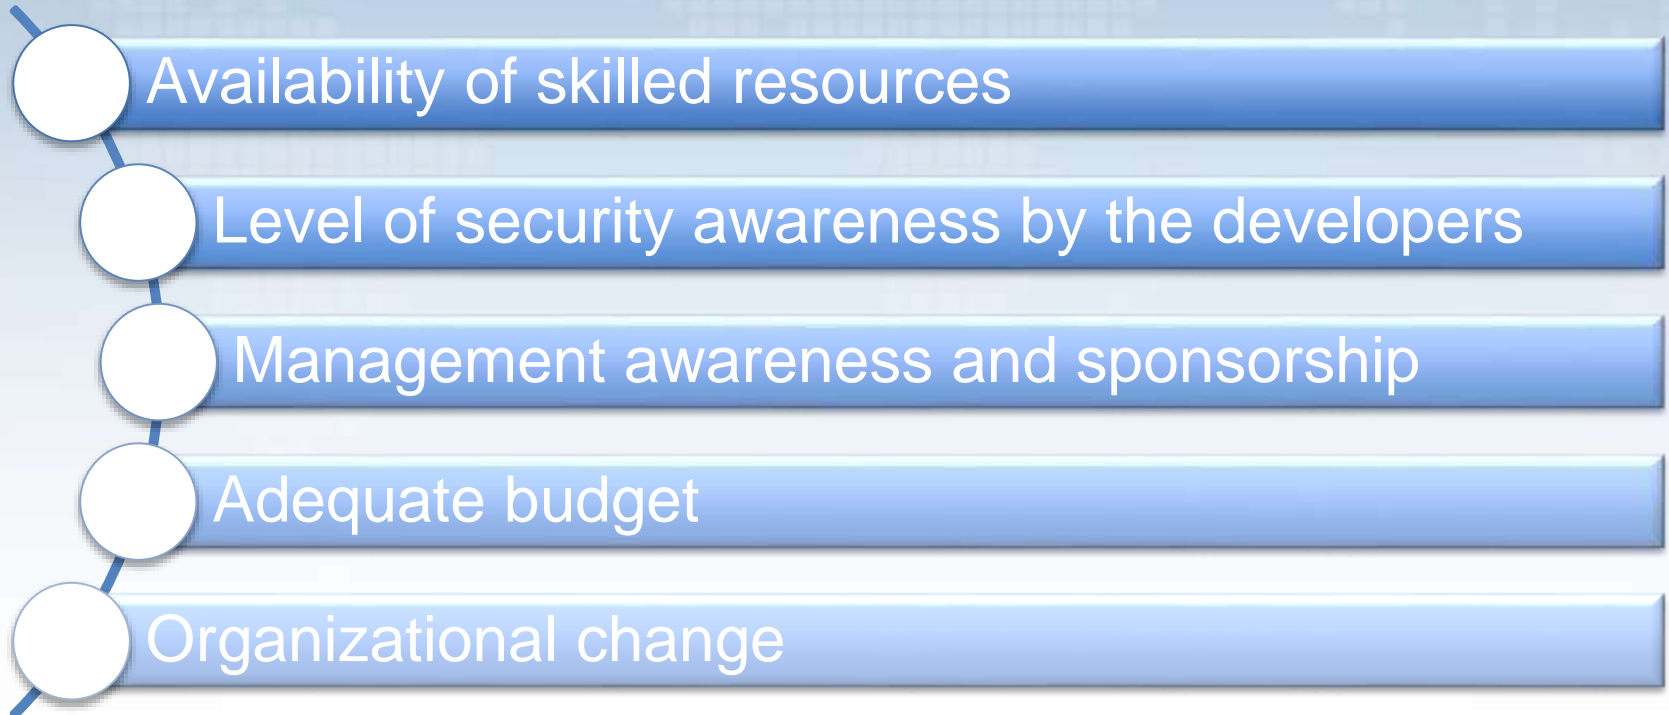 Availability of skilled resources
Level of security awareness by the developers
Management awareness and sponsorship
Adequate budget
Organizational change